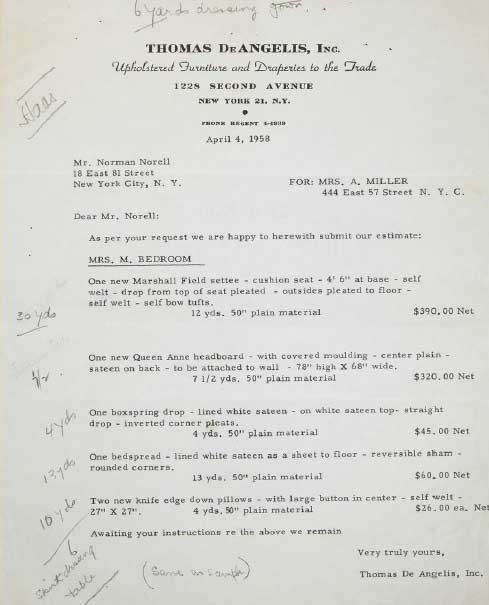 6 yards dressing gown
THOMAS DEANGELIS, INC.
Upholstered Furniture and Draperies to the Trade
1228 SECOND AVENUE
NEW YORK 21, N.Y.
PHONE REGENT 4-4939
April 4, 1958
Haas
Mr. Norman Norell
18 East 81 Street
New York City, N. Y.
FOR: MRS. A. MILLER
444 East 57 Street N. Y. C.
Dear Mr. Norell:
As per your request we are happy to herewith submit our estimate:
MRS. M. BEDROOM
One new Marshall Field settee - cushion seat - 4' 6" at base - self
welt - drop from top of seat pleated - outsides pleated to floor -
self welt - self bow tufts.
30 yds
12 yds. 50" plain material $390.00 Net
One new Queen Anne headboard - with covered moulding - center plain -
sateen on back - to be attached to wall - 78" high X 68" wide.
7 1/2 yds. 50" plain material $320.00 Net
One boxspring drop - lined white sateen - on white sateen top- straight
drop - inverted corner pleats.
4 yds
4 yds. 50" plain material $45.00 Net
One bedspread - lined white sateen as a sheet to floor - reversible sham -
rounded corners.
13 yds
13 yds. 50" plain material $60.00 Net
Two new knife edge down pillows - with large button in center - self welt -
27" X 27". 4 yds. 50" plain material $26.00 ea. Net
10 yds
Awaiting your instructions re the above we remain
6
skirt
table
(Same as sample)
Very truly yours,
Thomas De Angelis, Inc.